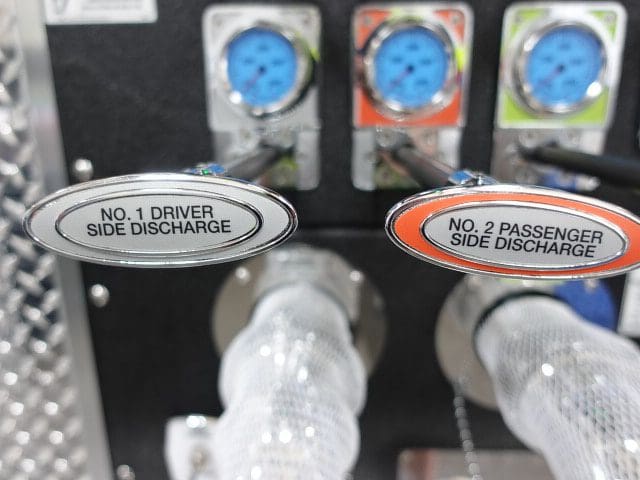 NO. 1 DRIVER
SIDE DISCHARGE
NO. 2 PASSENGER
SIDE DISCHARGE